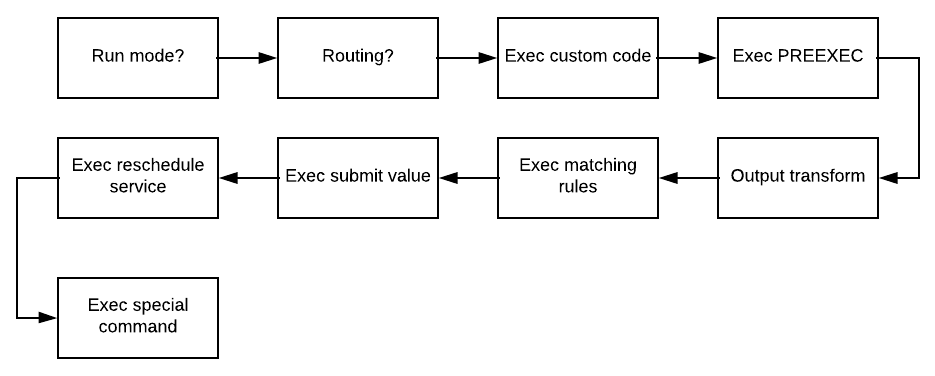 Run mode?
Routing?
Exec custom code
Exec PREEXEC
Output transform
Exec matching
rules
Exec submit value
Exec reschedule
service
Exec special
command